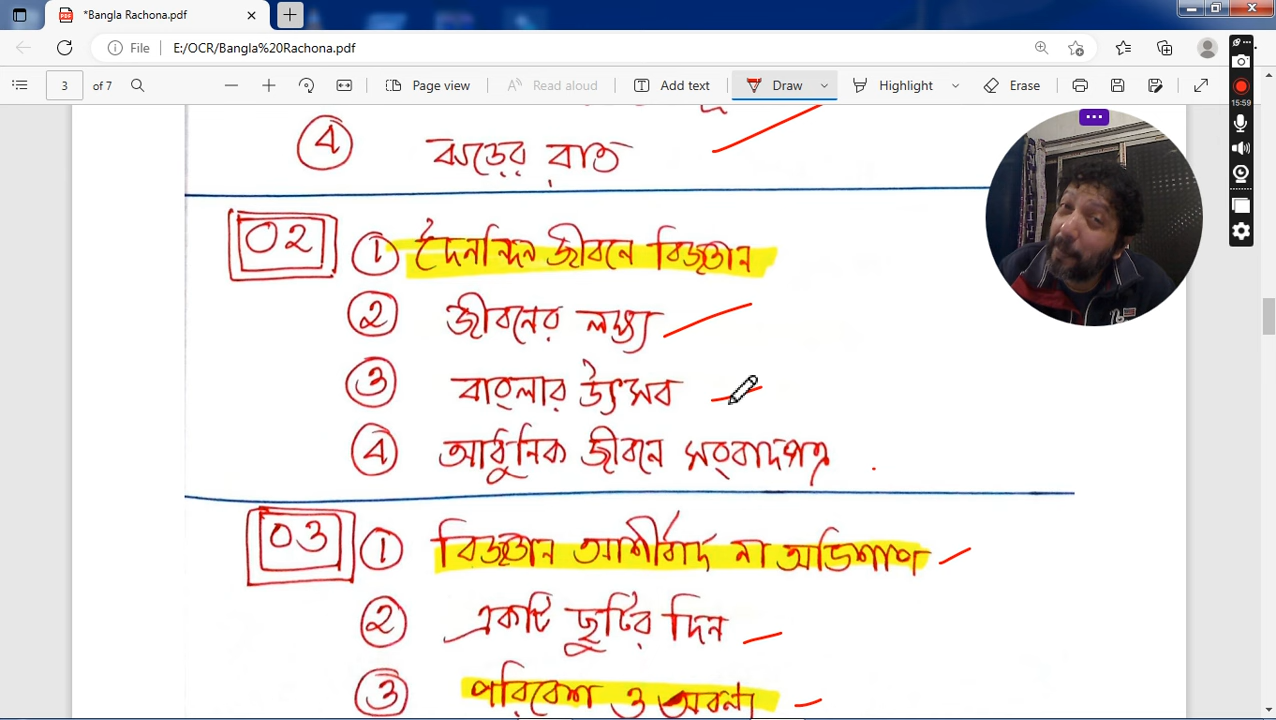 *Bangla Rachona.pdf
File E:/OCR/Bangla%20Rachona.pdf
3 of 7 Page view Read aloud Add text Draw Highlight Erase
15:59
4 ঝড়ের রাত
02 1 দৈনন্দিন জীবনে বিজ্ঞান
2 জীবনের লক্ষ্য
3 বাংলার উৎসব
4 আধুনিক জীবনে সংবাদপত্র
03 1 বিজ্ঞান আশীর্বাদ না অভিশাপ
2 একটি ছুটির দিন
3 পরিবেশ ও অরণ্য